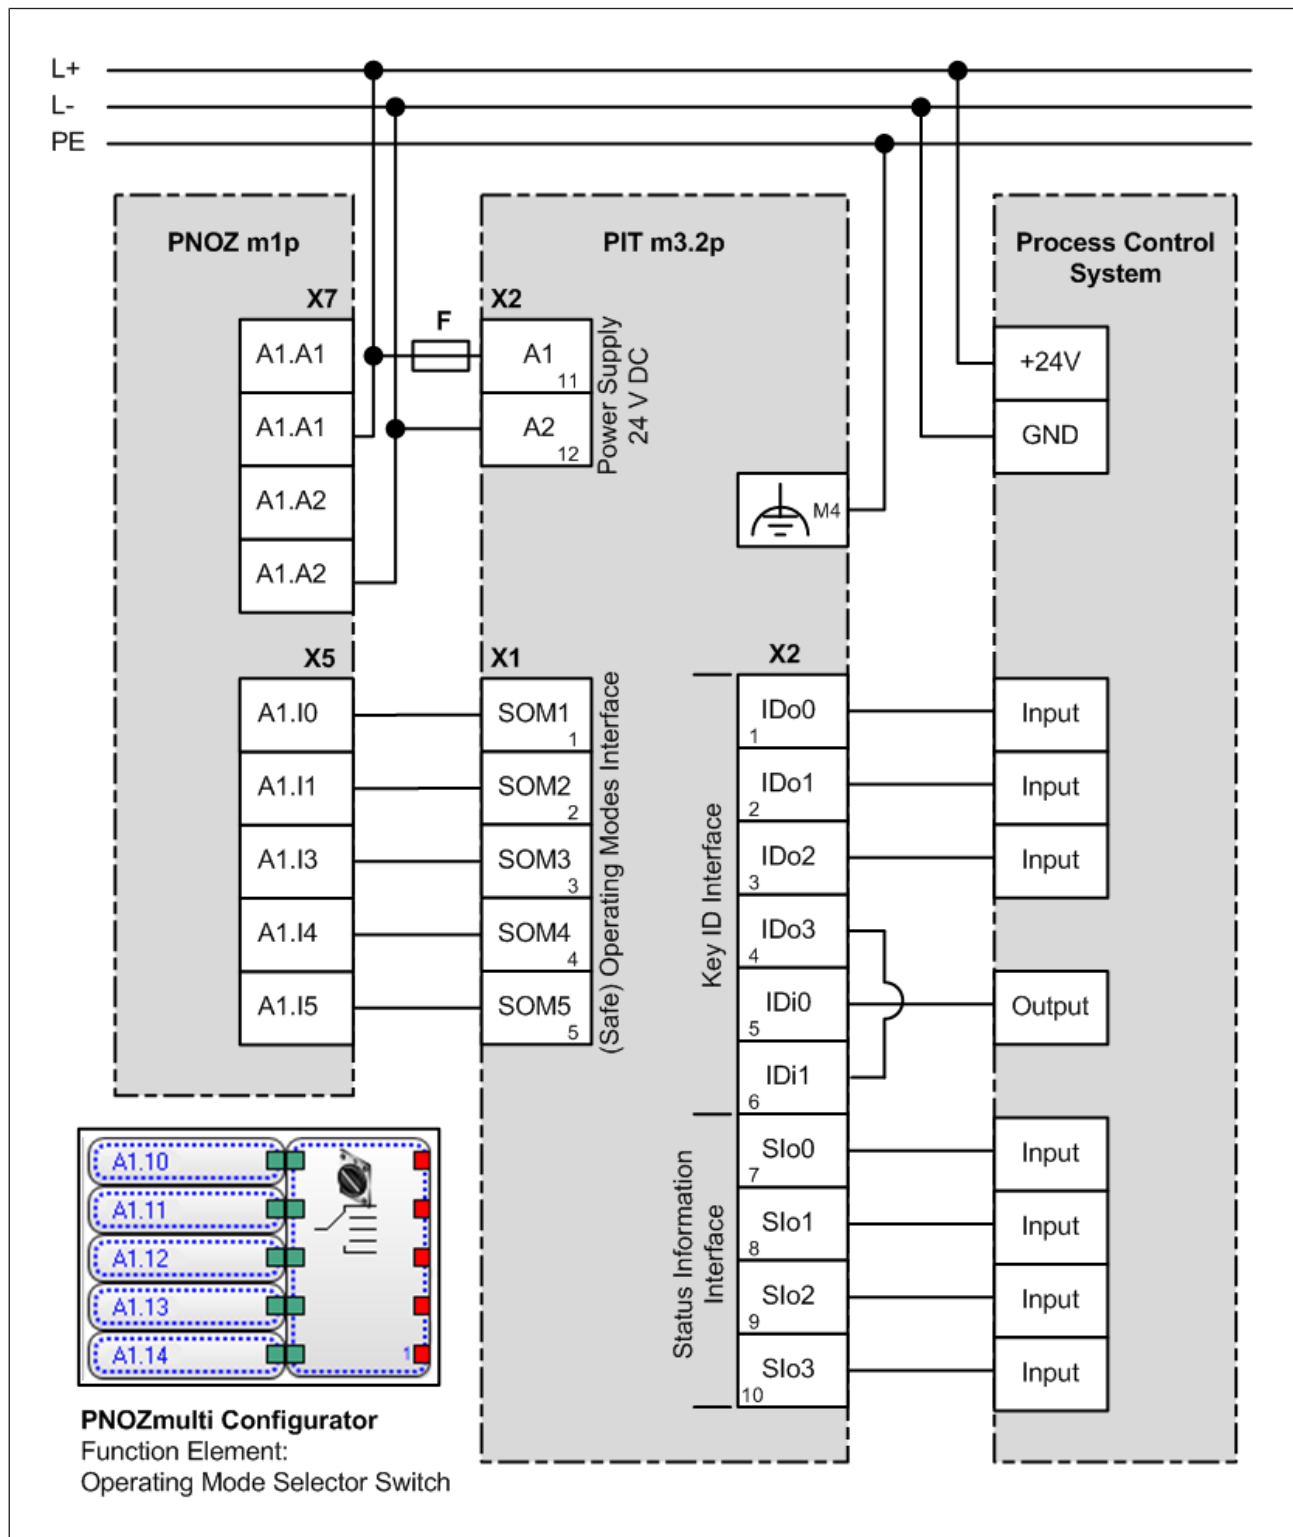 L+
L-
PE
PNOZ m1p
PIT m3.2p
Process Control
System
X7
A1.A1
A1.A1
A1.A2
A1.A2
F
X2
A1
11
A2
12
Power Supply
24 V DC
M4
+24V
GND
X5
A1.I0
A1.I1
A1.I3
A1.I4
A1.I5
X1
SOM1
1
SOM2
2
SOM3
3
SOM4
4
SOM5
5
(Safe) Operating Modes Interface
X2
Key ID Interface
IDo0
1
IDo1
2
IDo2
3
IDo3
4
IDi0
5
IDi1
6
Status Information
Interface
SIo0
7
SIo1
8
SIo2
9
SIo3
10
Input
Input
Input
Output
Input
Input
Input
Input
A1.10
A1.11
A1.12
A1.13
A1.14
1
PNOZmulti Configurator
Function Element:
Operating Mode Selector Switch